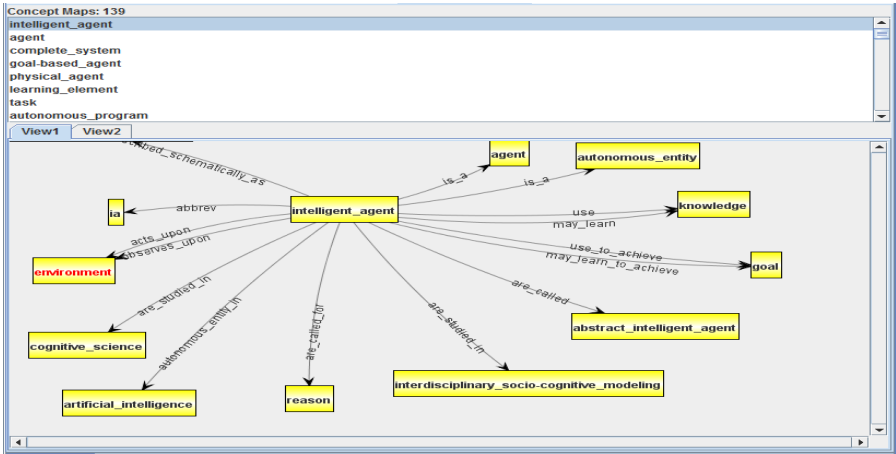 Concept Maps: 139
intelligent_agent
agent
complete_system
goal-based_agent
physical_agent
learning_element
task
autonomous_program
View1 View2
schematically_as
agent
autonomous_entity
is_a
is_a
knowledge
abbrev
ia
intelligent_agent
use
may_learn
acts_upon
observes_upon
use_to_achieve
may_learn_to_achieve
goal
environment
are_studied_in
autonomous_entity_in
are_called
are_called_for
are_studied_in
abstract_intelligent_agent
cognitive_science
interdisciplinary_socio-cognitive_modeling
artificial_intelligence
reason